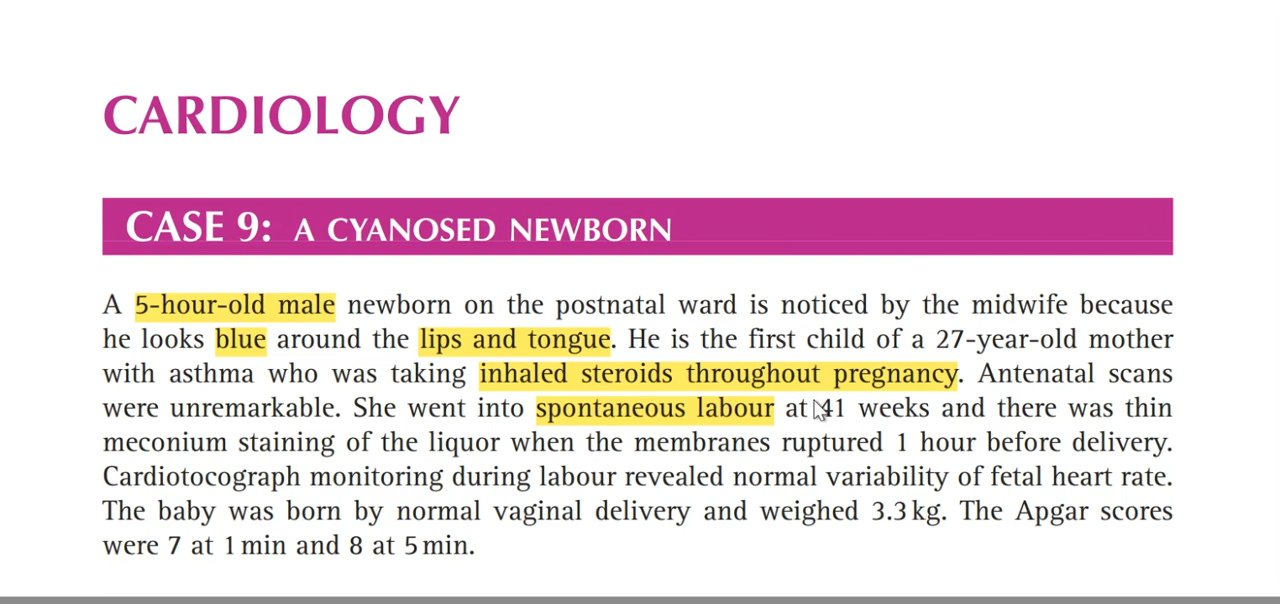 CARDIOLOGY
CASE 9: A CYANOSED NEWBORN
A 5-hour-old male newborn on the postnatal ward is noticed by the midwife because
he looks blue around the lips and tongue. He is the first child of a 27-year-old mother
with asthma who was taking inhaled steroids throughout pregnancy. Antenatal scans
were unremarkable. She went into spontaneous labour at 41 weeks and there was thin
meconium staining of the liquor when the membranes ruptured 1 hour before delivery.
Cardiotocograph monitoring during labour revealed normal variability of fetal heart rate.
The baby was born by normal vaginal delivery and weighed 3.3 kg. The Apgar scores
were 7 at 1 min and 8 at 5 min.